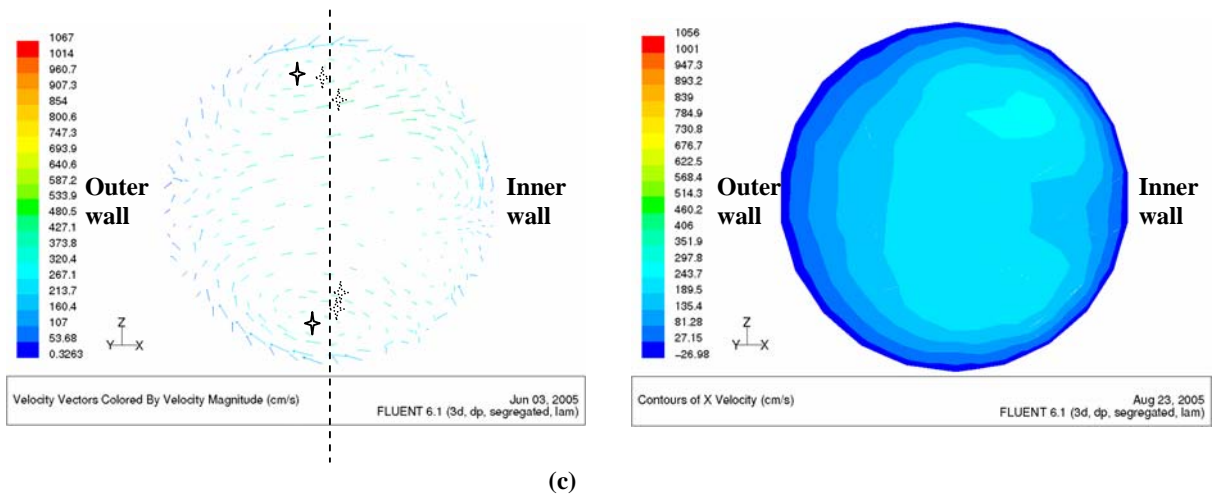 1067
1014
960.7
907.3
854
800.6
747.3
693.9
640.6
587.2
533.9
480.5
427.1
373.8
320.4
267.1
213.7
160.4
107
53.68
0.3263
Outer
wall
Inner
wall
Z
Y X
Velocity Vectors Colored By Velocity Magnitude (cm/s)
Jun 03, 2005
FLUENT 6.1 (3d, dp, segregated, lam)
1056
1001
947.3
893.2
839
784.9
730.8
676.7
622.5
568.4
514.3
460.2
406
351.9
297.8
243.7
189.5
135.4
81.28
27.15
−26.98
Outer
wall
Inner
wall
Z
Y X
Contours of X Velocity (cm/s)
Aug 23, 2005
FLUENT 6.1 (3d, dp, segregated, lam)
(c)